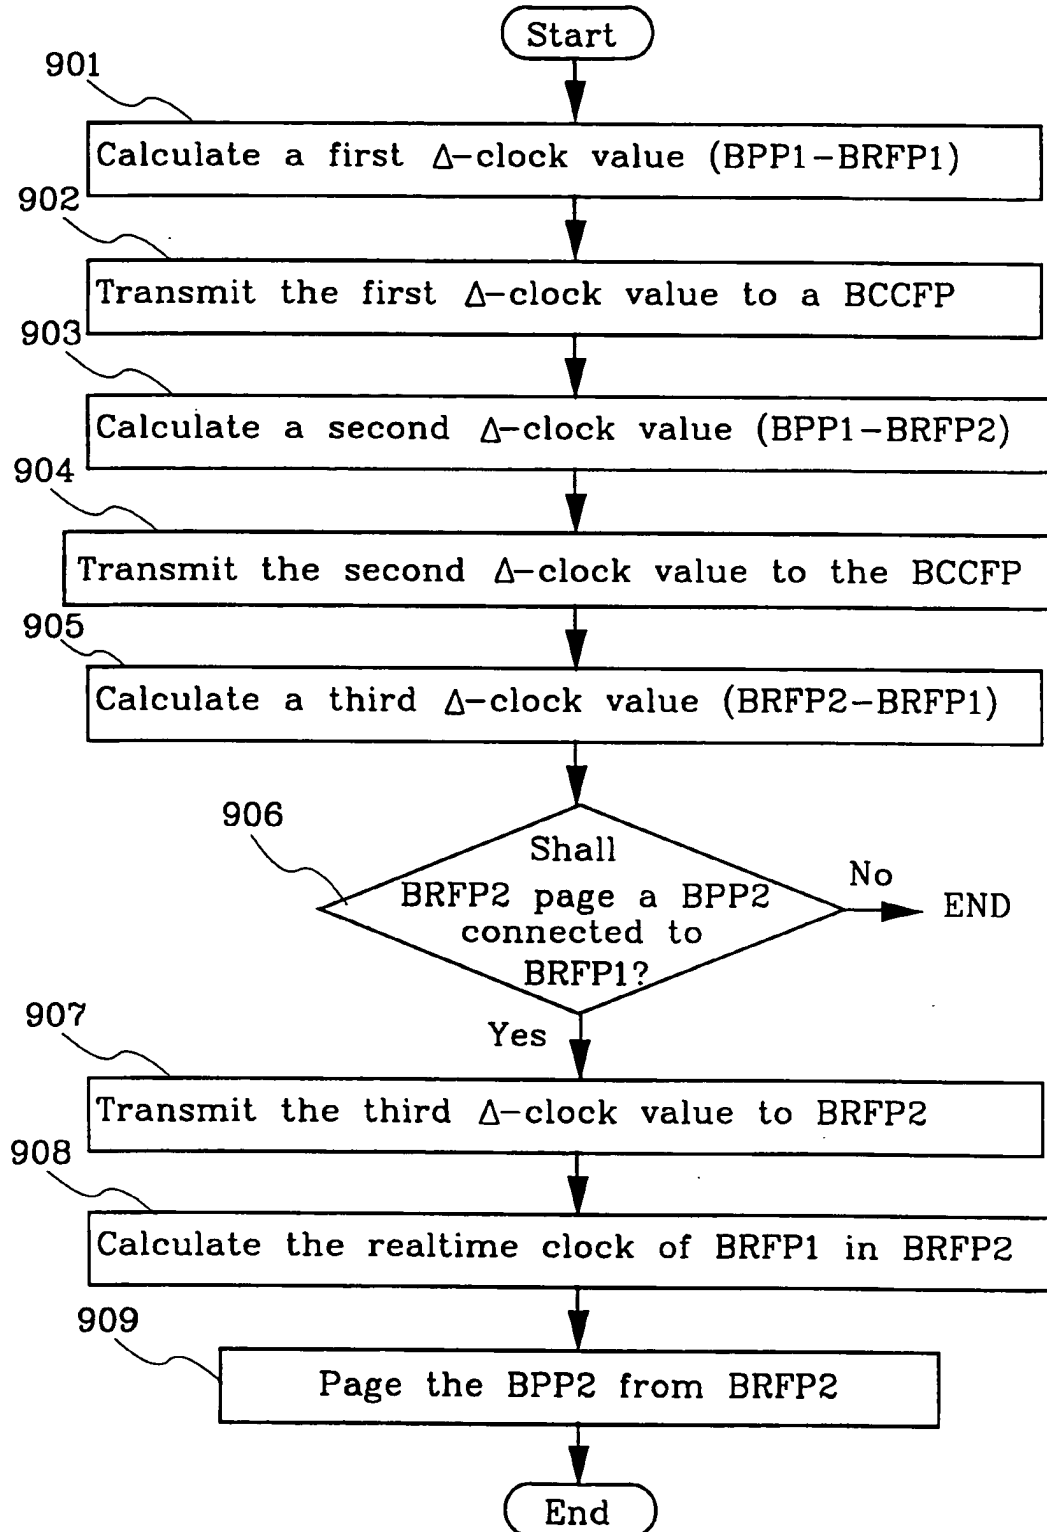 Start
901
Calculate a first Δ-clock value (BPP1-BRFP1)
902
Transmit the first Δ-clock value to a BCCFP
903
Calculate a second Δ-clock value (BPP1-BRFP2)
904
Transmit the second Δ-clock value to the BCCFP
905
Calculate a third Δ-clock value (BRFP2-BRFP1)
906
Shall
BRFP2 page a BPP2
connected to
BRFP1?
No
END
Yes
907
Transmit the third Δ-clock value to BRFP2
908
Calculate the realtime clock of BRFP1 in BRFP2
909
Page the BPP2 from BRFP2
End